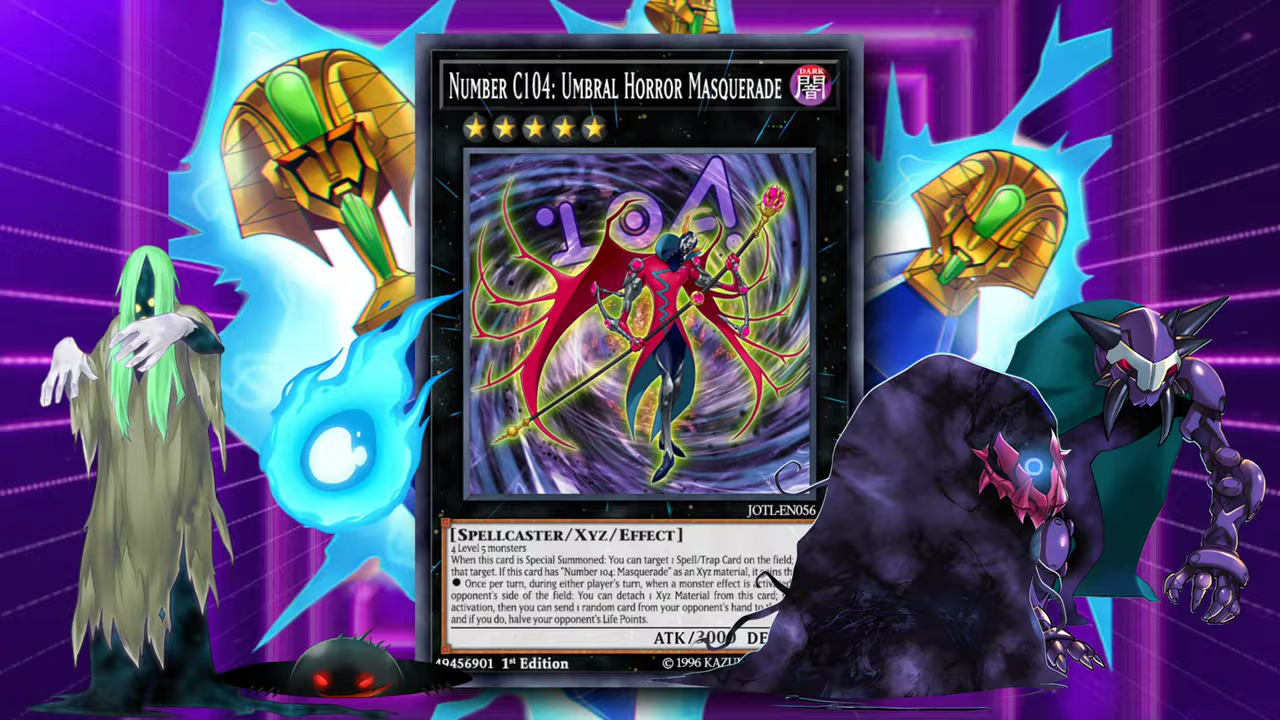 NUMBER C104: UMBRAL HORROR MASQUERADE
DARK
闇
104
JOTL-EN056
[SPELLCASTER/XYZ/EFFECT]
4 Level 5 monsters
When this card is Special Summoned: You can target 1 Spell/Trap Card on the field;
that target. If this card has "Number 104: Masquerade" as an Xyz material, it gains
● Once per turn, during either player's turn, when a monster effect is
opponent's side of the field: You can detach 1 Xyz Material from this card;
activation, then you can send 1 random card from your opponent's hand to
and if you do, halve your opponent's Life Points.
ATK/3000 DE
49456901 1st Edition
© 1996 KAZU